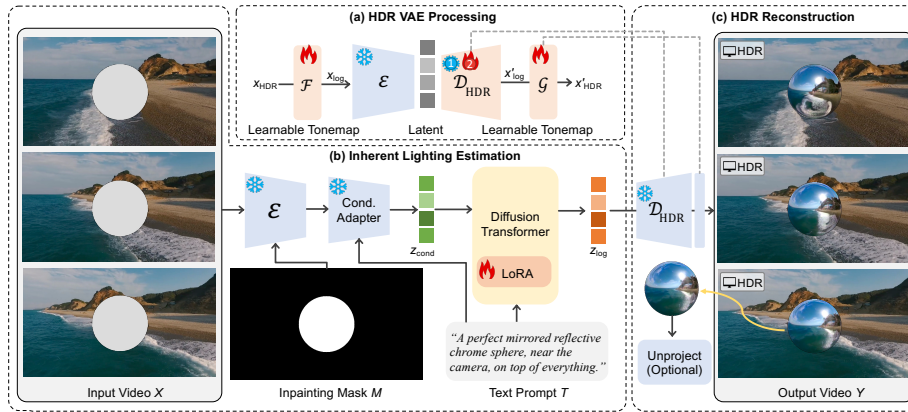 (a) HDR VAE Processing
x_HDR
F
x_log
Learnable Tonemap
ε
Latent
1 2
D_HDR
x'_log
G
x'_HDR
Learnable Tonemap
(b) Inherent Lighting Estimation
ε
Cond.
Adapter
z_cond
Diffusion
Transformer
LoRA
z_log
Inpainting Mask M
“A perfect mirrored reflective
chrome sphere, near the
camera, on top of everything.”
Text Prompt T
Input Video X
(c) HDR Reconstruction
D_HDR
Unproject
(Optional)
HDR
HDR
HDR
Output Video Y